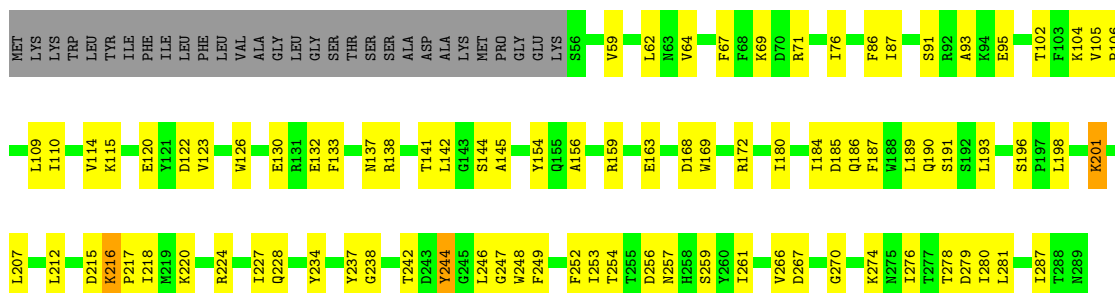 MET LYS LYS TRP LEU TYR ILE PHE ILE LEU PHE LEU VAL ALA GLY LEU GLY SER THR SER SER ALA ASP ALA LYS MET PRO GLY GLU LYS S56 V59 L62 N63 V64 F67 F68 K69 D70 R71 I76 F86 I87 S91 R92 A93 K94 E95 T102 F103 K104 V105 P106
L109 I110 V114 K115 E120 Y121 D122 V123 W126 E130 R131 E132 F133 N137 R138 T141 L142 G143 S144 A145 Y154 Q155 A156 R159 E163 D168 W169 R172 I180 I184 D185 Q186 F187 W188 L189 Q190 S191 S192 L193 S196 P197 L198 K201
L207 L212 D215 K216 P217 I218 M219 K220 R224 I227 Q228 Y234 Y237 G238 T242 D243 Y244 G245 L246 G247 W248 F249 F252 I253 T254 T255 D256 N257 H258 S259 Y260 I261 V266 D267 G270 K274 N275 I276 T277 T278 D279 I280 L281 I287 T288 N289